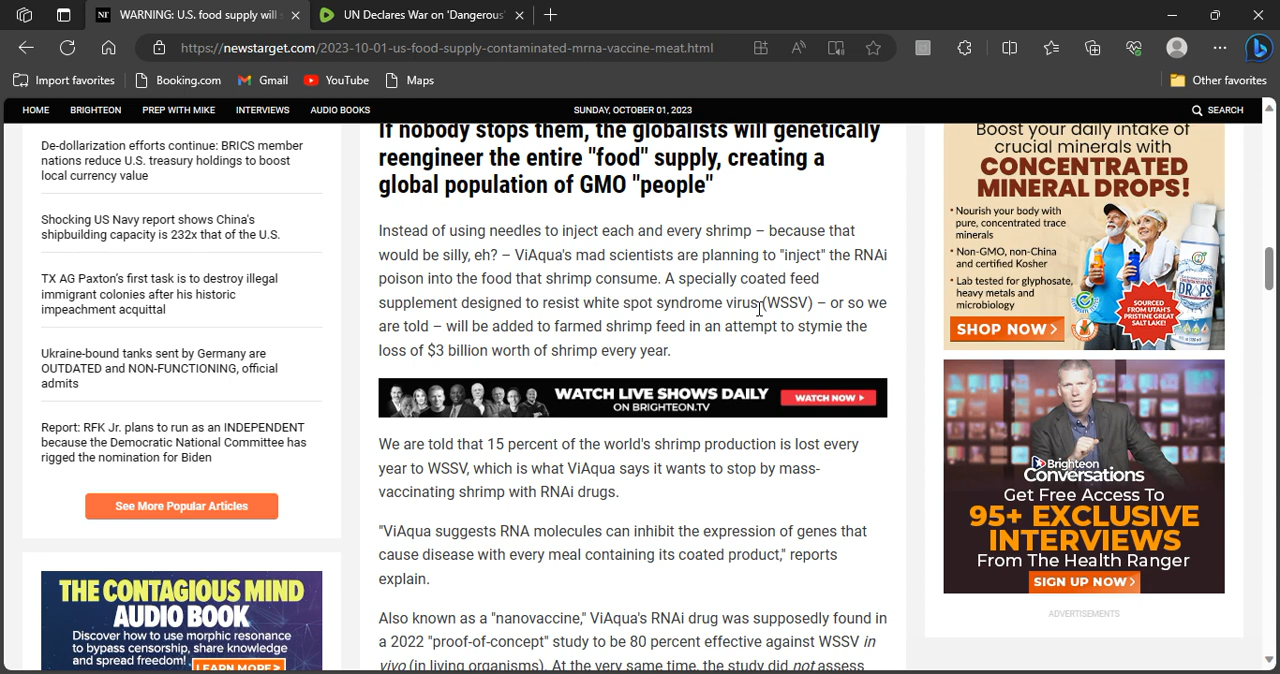 WARNING: U.S. food supply will
UN Declares War on 'Dangerous'
https://newstarget.com/2023-10-01-us-food-supply-contaminated-mrna-vaccine-meat.html
Import favorites
Booking.com
Gmail
YouTube
Maps
Other favorites
HOME
BRIGHTEON
PREP WITH MIKE
INTERVIEWS
AUDIO BOOKS
SUNDAY, OCTOBER 01, 2023
SEARCH
De-dollarization efforts continue: BRICS member
nations reduce U.S. treasury holdings to boost
local currency value
Shocking US Navy report shows China's
shipbuilding capacity is 232x that of the U.S.
TX AG Paxton's first task is to destroy illegal
immigrant colonies after his historic
impeachment acquittal
Ukraine-bound tanks sent by Germany are
OUTDATED and NON-FUNCTIONING, official
admits
Report: RFK Jr. plans to run as an INDEPENDENT
because the Democratic National Committee has
rigged the nomination for Biden
See More Popular Articles
THE CONTAGIOUS MIND
AUDIO BOOK
Discover how to use morphic resonance
to bypass censorship, share knowledge
and spread freedom!
LEARN MORE>
If nobody stops them, the globalists will genetically
reengineer the entire "food" supply, creating a
global population of GMO "people"
Instead of using needles to inject each and every shrimp – because that
would be silly, eh? – ViAqua's mad scientists are planning to "inject" the RNAi
poison into the food that shrimp consume. A specially coated feed
supplement designed to resist white spot syndrome virus (WSSV) – or so we
are told – will be added to farmed shrimp feed in an attempt to stymie the
loss of $3 billion worth of shrimp every year.
WATCH LIVE SHOWS DAILY
ON BRIGHTEON.TV
WATCH NOW
We are told that 15 percent of the world's shrimp production is lost every
year to WSSV, which is what ViAqua says it wants to stop by mass-
vaccinating shrimp with RNAi drugs.
"ViAqua suggests RNA molecules can inhibit the expression of genes that
cause disease with every meal containing its coated product," reports
explain.
Also known as a "nanovaccine," ViAqua's RNAi drug was supposedly found in
a 2022 "proof-of-concept" study to be 80 percent effective against WSSV in
vivo (in living organisms). At the very same time, the study did not assess
Boost your daily intake of
crucial minerals with
CONCENTRATED
MINERAL DROPS!
• Nourish your body with
pure, concentrated trace
minerals
• Non-GMO, non-China
and certified Kosher
• Lab tested for glyphosate,
heavy metals and
microbiology
SHOP NOW >
SOURCED
FROM UTAH'S
PRISTINE GREAT
SALT LAKE!
DROPS
Brighteon
Conversations
Get Free Access To
95+ EXCLUSIVE
INTERVIEWS
From The Health Ranger
SIGN UP NOW>
ADVERTISEMENTS